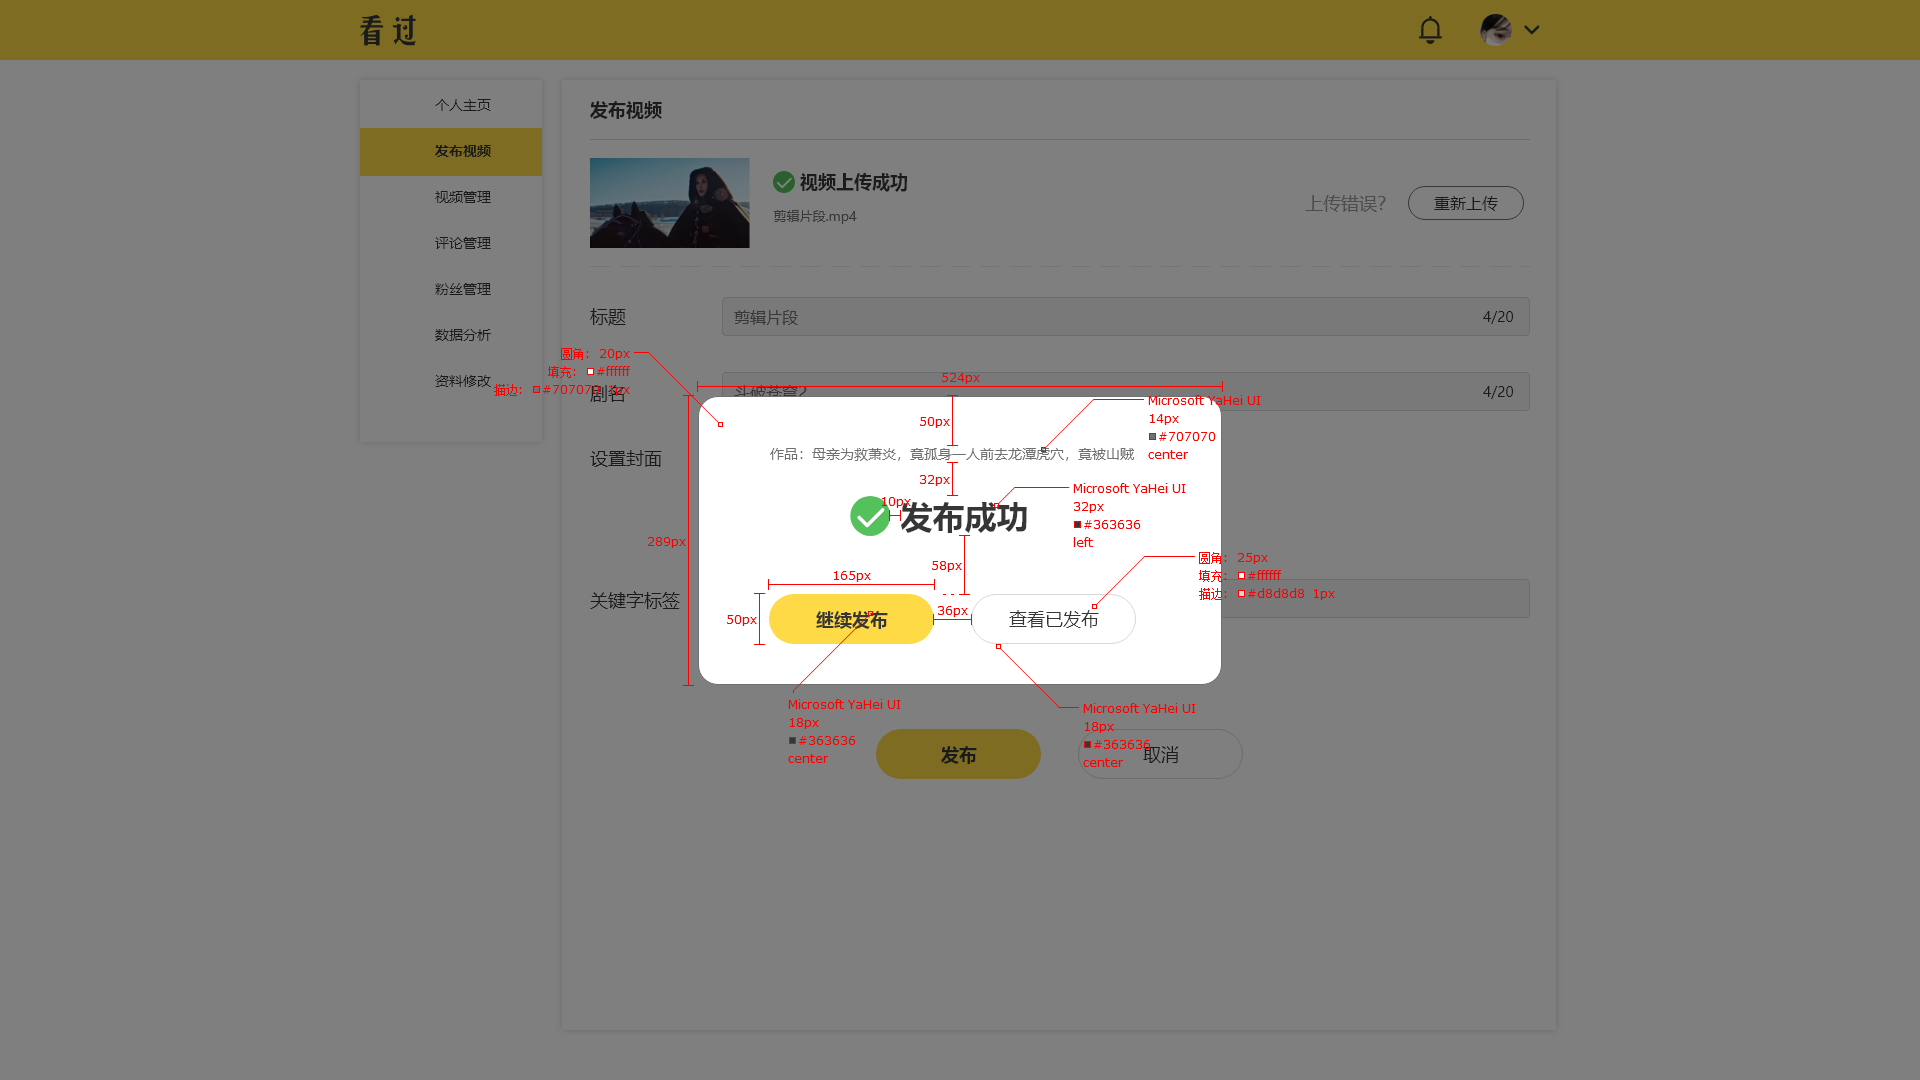 看过
个人主页
发布视频
视频管理
评论管理
粉丝管理
数据分析
资料修改
发布视频
视频上传成功
剪辑片段.mp4
上传错误?
重新上传
标题
剪辑片段
4/20
剧名
斗破苍穹2
4/20
设置封面
关键字标签
圆角： 20px
填充： #ffffff
描边： #707070 1px
524px
289px
50px
作品：母亲为救萧炎，竟孤身一人前去龙潭虎穴，竟被山贼
Microsoft YaHei UI
14px
#707070
center
32px
10px
发布成功
Microsoft YaHei UI
32px
#363636
left
58px
圆角： 25px
填充： #ffffff
描边： #d8d8d8 1px
165px
50px
继续发布
36px
查看已发布
Microsoft YaHei UI
18px
#363636
center
Microsoft YaHei UI
18px
#363636
center
发布
取消